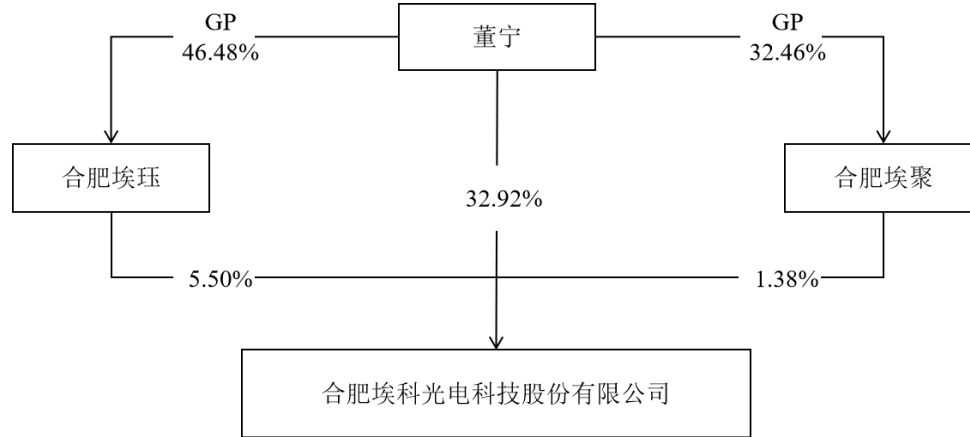 GP
46.48%
董宁
GP
32.46%
合肥埃珏
32.92%
合肥埃聚
5.50%
1.38%
合肥埃科光电科技股份有限公司